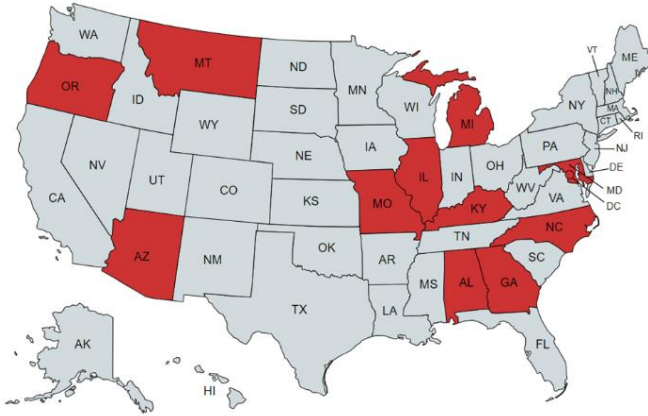 WA
MT
ND
MN
VT
ME
OR
ID
SD
WI
MI
NY
NH
MA
CT
RI
WY
IA
PA
NJ
NV
NE
IL
IN
OH
DE
CA
UT
CO
KS
MO
KY
WV
VA
MD
DC
AZ
NM
OK
AR
TN
NC
SC
TX
LA
MS
AL
GA
FL
AK
HI